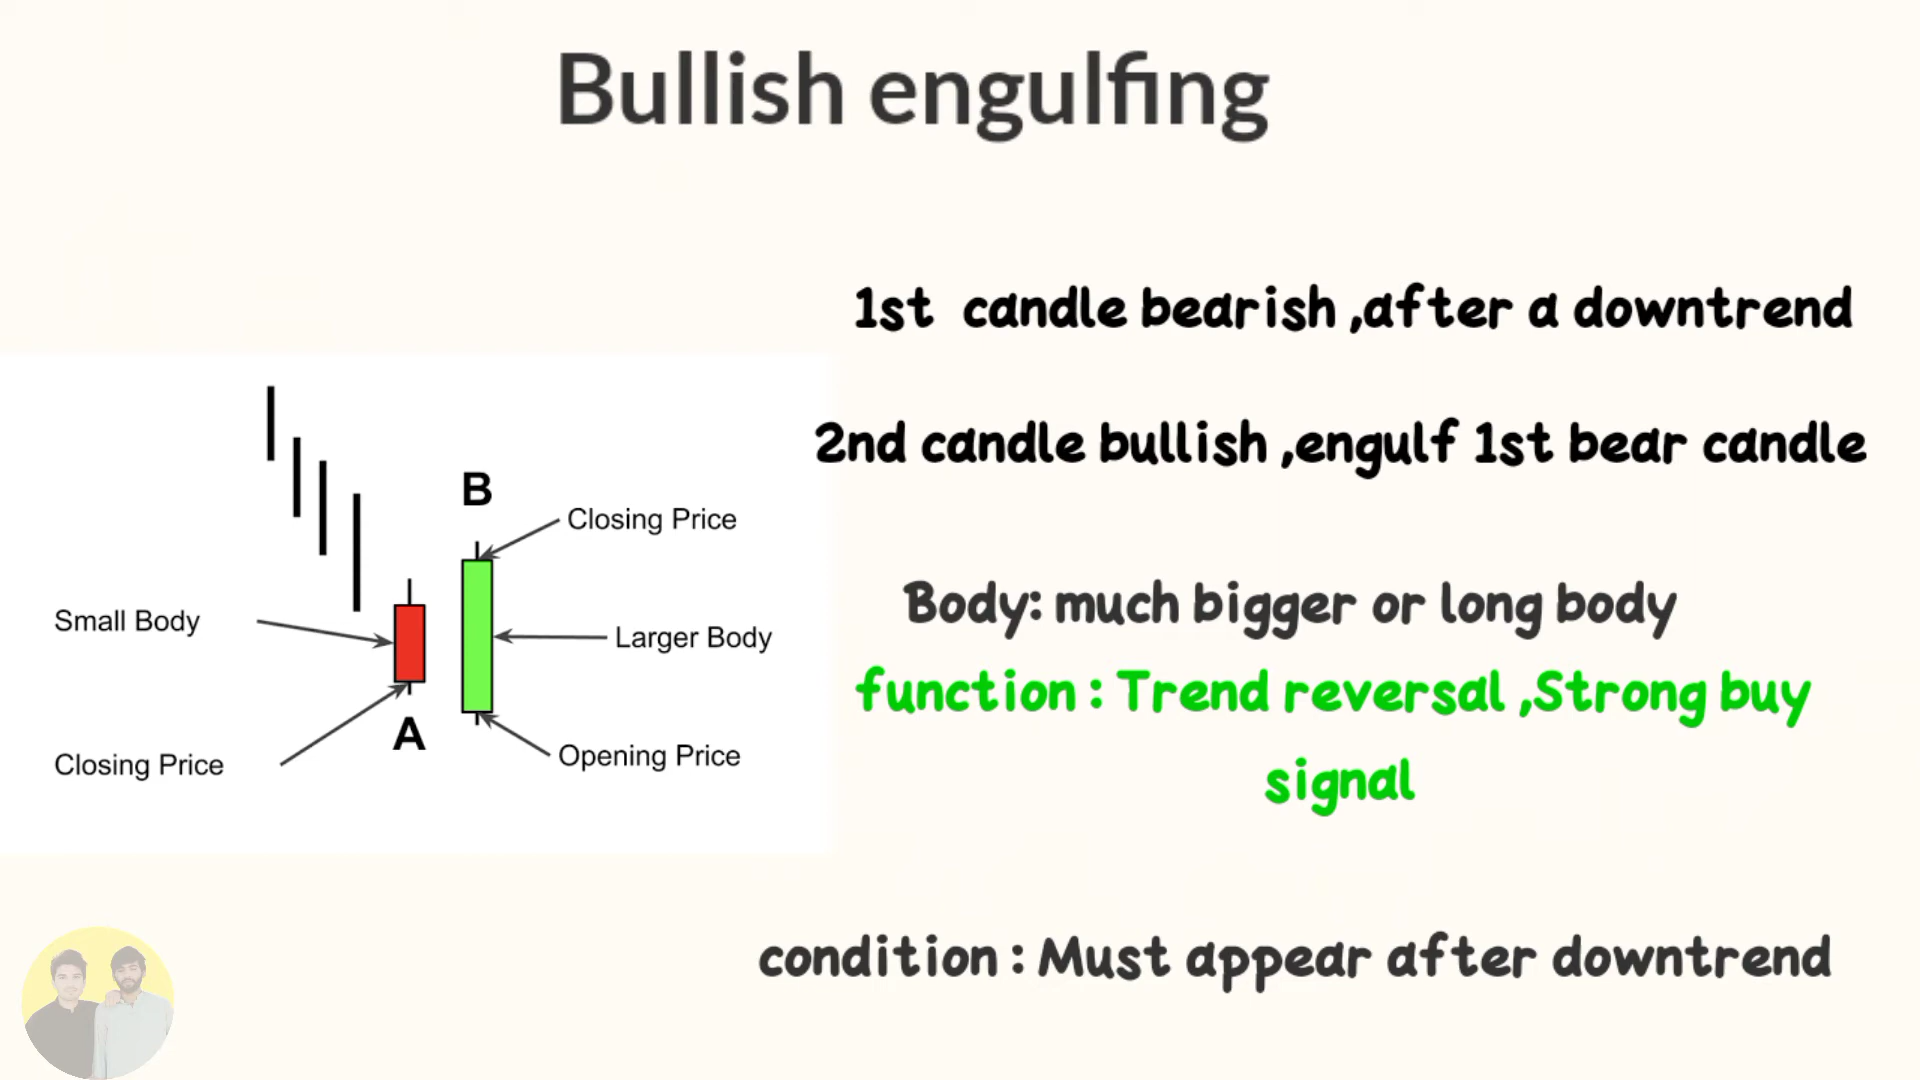 Bullish engulfing
1st candle bearish ,after a downtrend
2nd candle bullish ,engulf 1st bear candle
B
Closing Price
Small Body
Larger Body
A
Closing Price
Opening Price
Body: much bigger or long body
function : Trend reversal ,Strong buy
signal
condition : Must appear after downtrend